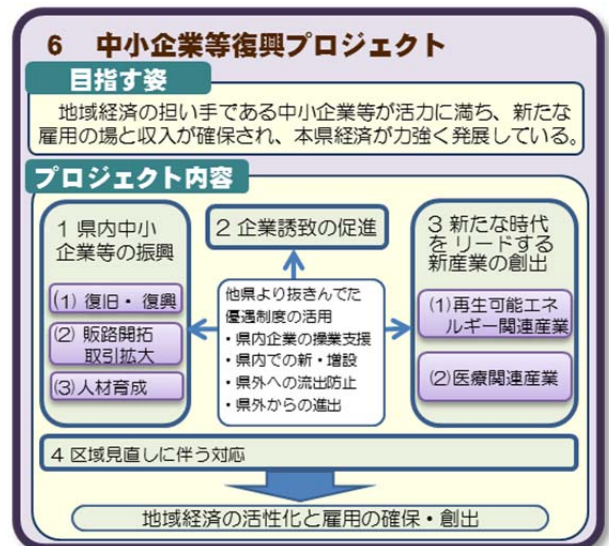 6 中小企業等復興プロジェクト
目指す姿
地域経済の担い手である中小企業等が活力に満ち、新たな
雇用の場と収入が確保され、本県経済が力強く発展している。
プロジェクト内容
1 県内中小
企業等の振興
(1) 復旧・復興
(2) 販路開拓
取引拡大
(3)人材育成
2 企業誘致の促進
他県より抜きんでた
優遇制度の活用
・県内企業の操業支援
・県内での新・増設
・県外への流出防止
・県外からの進出
3 新たな時代
を リードする
新産業の創出
(1)再生可能エネ
ルギー関連産業
(2)医療関連産業
4 区域見直しに伴う対応
地域経済の活性化と雇用の確保・創出